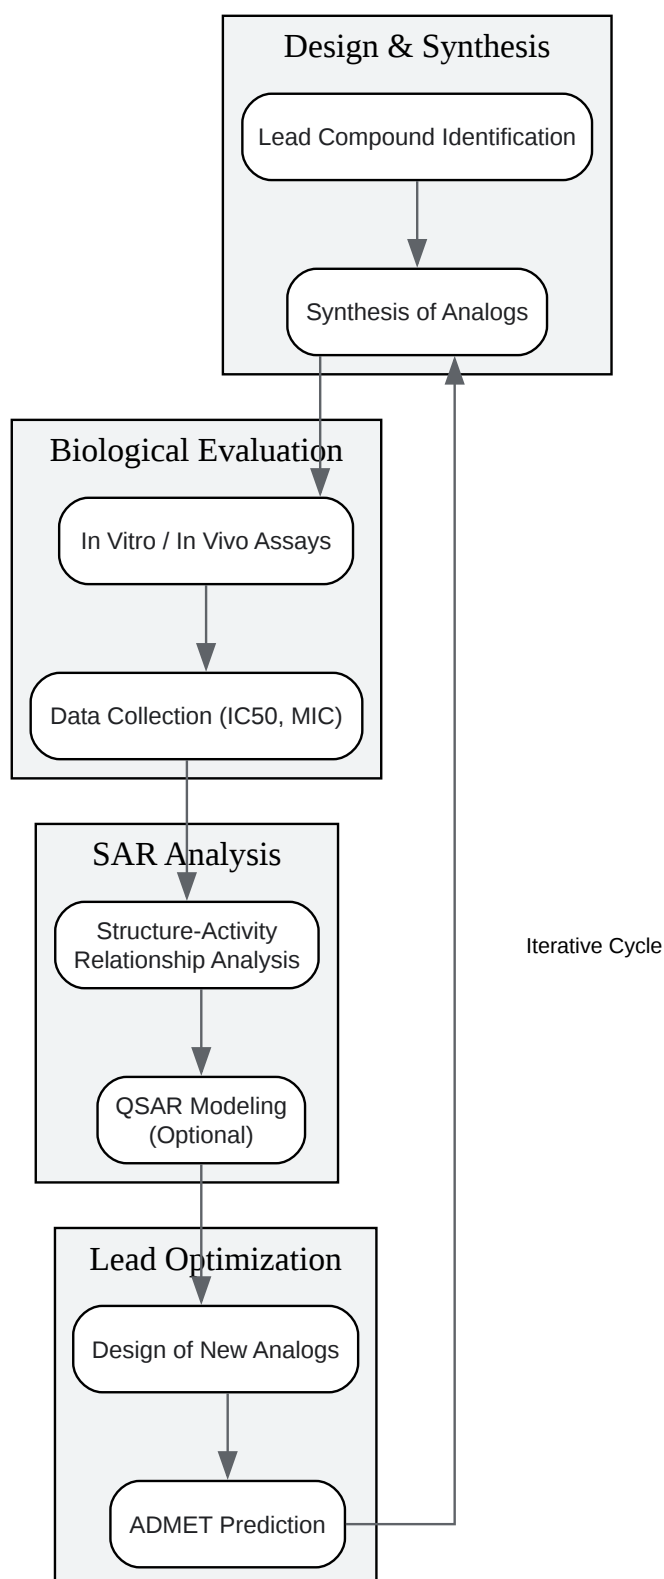 Design & Synthesis
Lead Compound Identification
Synthesis of Analogs
Biological Evaluation
In Vitro / In Vivo Assays
Data Collection (IC50, MIC)
SAR Analysis
Structure-Activity
Relationship Analysis
Iterative Cycle
QSAR Modeling
(Optional)
Lead Optimization
Design of New Analogs
ADMET Prediction